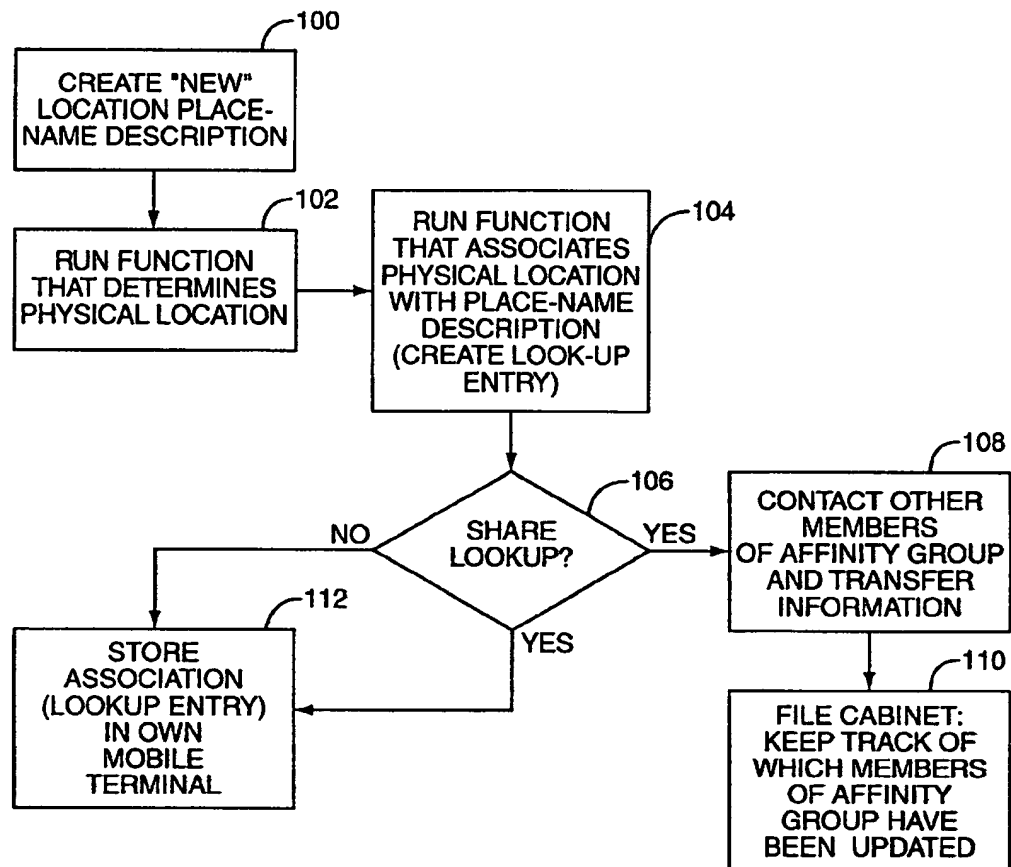 100
CREATE "NEW"
LOCATION PLACE-
NAME DESCRIPTION
102
RUN FUNCTION
THAT DETERMINES
PHYSICAL LOCATION
104
RUN FUNCTION
THAT ASSOCIATES
PHYSICAL LOCATION
WITH PLACE-NAME
DESCRIPTION
(CREATE LOOK-UP
ENTRY)
106
SHARE
LOOKUP?
NO
YES
YES
108
CONTACT OTHER
MEMBERS
OF AFFINITY GROUP
AND TRANSFER
INFORMATION
110
FILE CABINET:
KEEP TRACK OF
WHICH MEMBERS
OF AFFINITY
GROUP HAVE
BEEN UPDATED
112
STORE
ASSOCIATION
(LOOKUP ENTRY)
IN OWN
MOBILE
TERMINAL